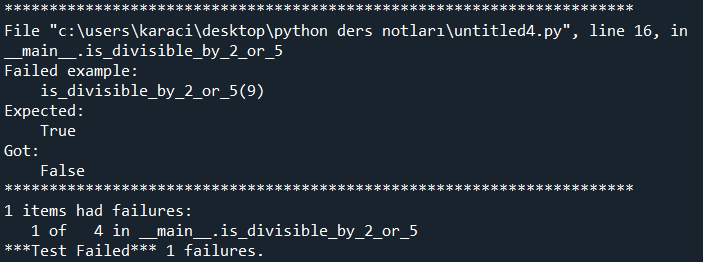 **********************************************************************
File "c:\users\karaci\desktop\python ders notları\untitled4.py", line 16, in
__main__.is_divisible_by_2_or_5
Failed example:
    is_divisible_by_2_or_5(9)
Expected:
    True
Got:
    False
**********************************************************************
1 items had failures:
   1 of   4 in __main__.is_divisible_by_2_or_5
***Test Failed*** 1 failures.